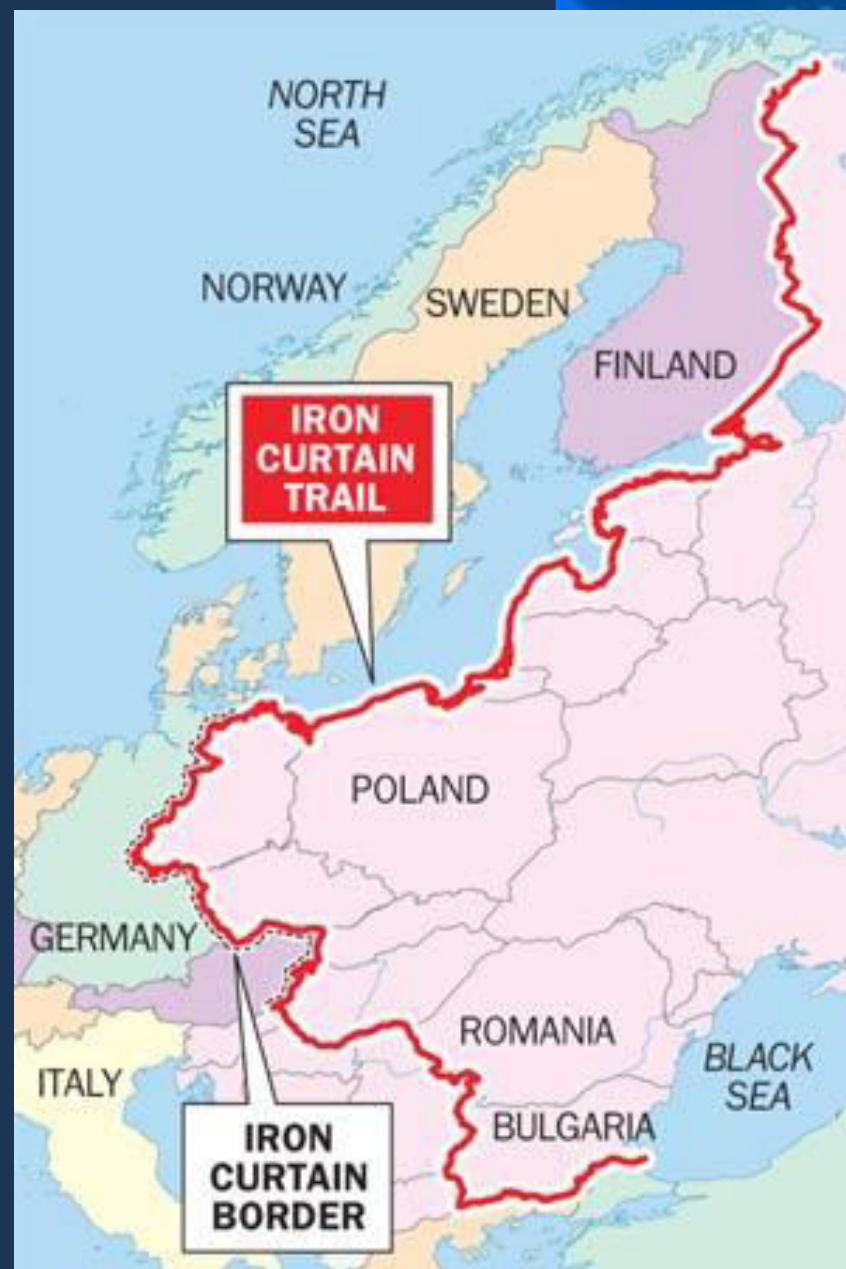 NORTH
SEA
NORWAY
SWEDEN
FINLAND
IRON
CURTAIN
TRAIL
POLAND
GERMANY
ROMANIA
BLACK
SEA
ITALY
BULGARIA
IRON
CURTAIN
BORDER